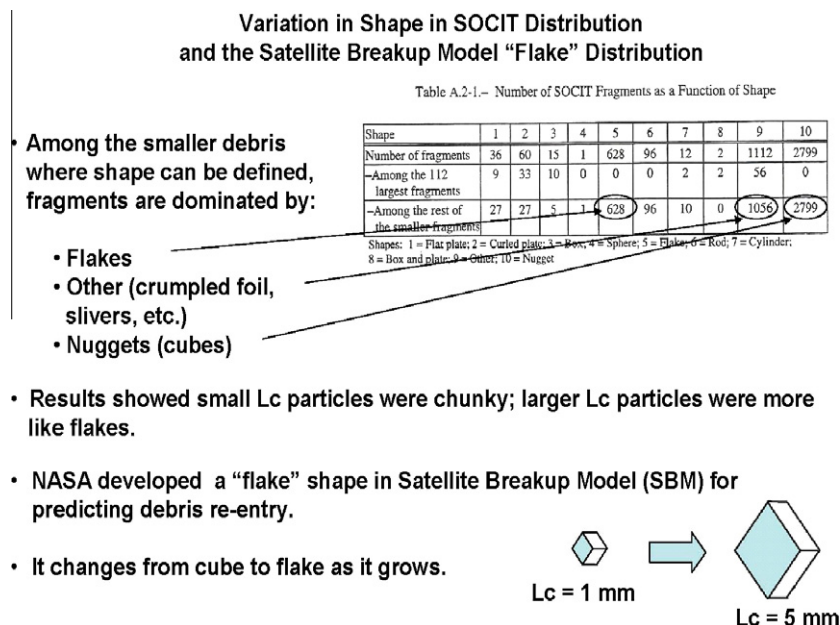 Variation in Shape in SOCIT Distribution
and the Satellite Breakup Model “Flake” Distribution
Table A.2-1.– Number of SOCIT Fragments as a Function of Shape
Shape 1 2 3 4 5 6 7 8 9 10
Number of fragments 36 60 15 1 628 96 12 2 1112 2799
–Among the 112 9 33 10 0 0 0 2 2 56 0
largest fragments
–Among the rest of 27 27 5 1 628 96 10 0 1056 2799
the smaller fragments
Shapes: 1 = Flat plate; 2 = Curled plate; 3 = Box; 4 = Sphere; 5 = Flake; 6 = Rod; 7 = Cylinder;
8 = Box and plate; 9 = Other; 10 = Nugget
• Among the smaller debris
where shape can be defined,
fragments are dominated by:
• Flakes
• Other (crumpled foil,
slivers, etc.)
• Nuggets (cubes)
• Results showed small Lc particles were chunky; larger Lc particles were more
like flakes.
• NASA developed a “flake” shape in Satellite Breakup Model (SBM) for
predicting debris re-entry.
• It changes from cube to flake as it grows.
Lc = 1 mm
Lc = 5 mm